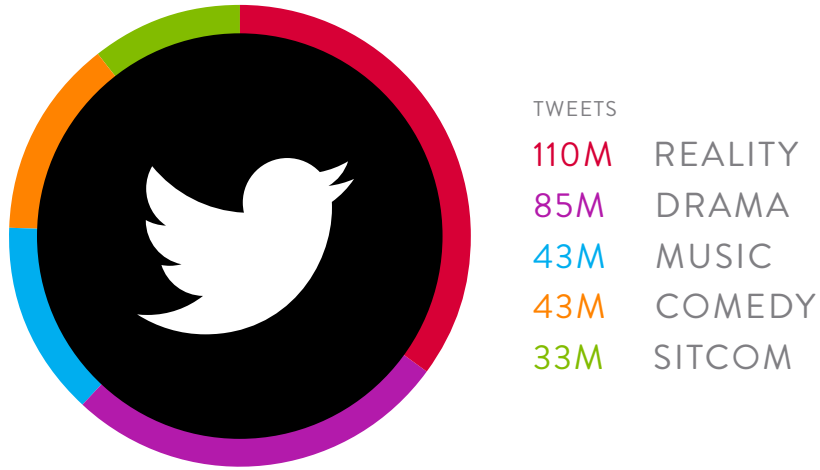 TWEETS
110M REALITY
85M DRAMA
43M MUSIC
43M COMEDY
33M SITCOM